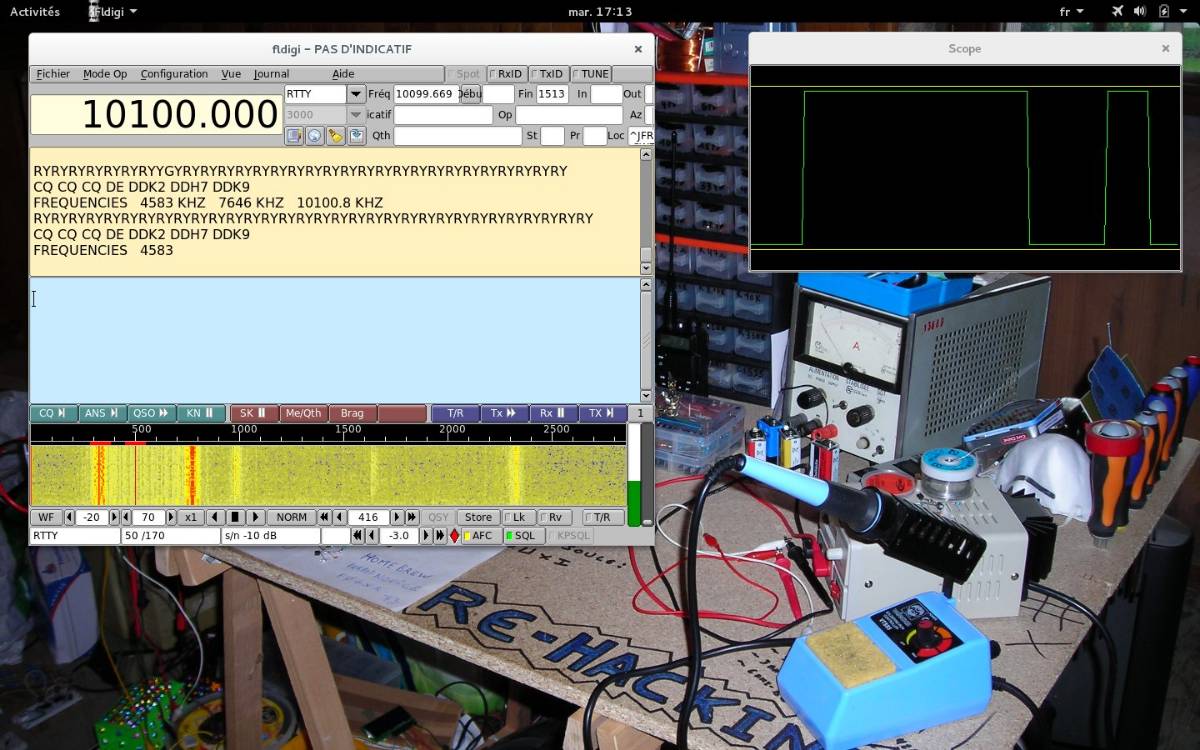 Activités Fldigi mar. 17:13 fr
fldigi – PAS D'INDICATIF
Fichier Mode Op Configuration Vue Journal Aide Spot RxID TxID TUNE
10100.000
RTTY Fréq 10099.669 Débu Fin 1513 In Out
3000 icatif Op Az
Qth St Pr Loc ^JFR
RYRYRYRYRYRYRYYGYRYRYRYRYRYRYRYRYRYRYRYRYRYRYRYRYRYRYRYRYRY
CQ CQ CQ DE DDK2 DDH7 DDK9
FREQUENCIES 4583 KHZ 7646 KHZ 10100.8 KHZ
RYRYRYRYRYRYRYRYRYRYRYRYRYRYRYRYRYRYRYRYRYRYRYRYRYRYRYRYRYRYRY
CQ CQ CQ DE DDK2 DDH7 DDK9
FREQUENCIES 4583
CQ ANS QSO KN SK Me/Qth Brag T/R Tx Rx TX 1
500 1000 1500 2000 2500
WF -20 70 x1 NORM 416 QSY Store Lk Rv T/R
RTTY 50 /170 s/n -10 dB -3.0 AFC SQL KPSQL
Scope
A
ALIMENTATION STABILISEE
HOME BREW
RE-HACKIN